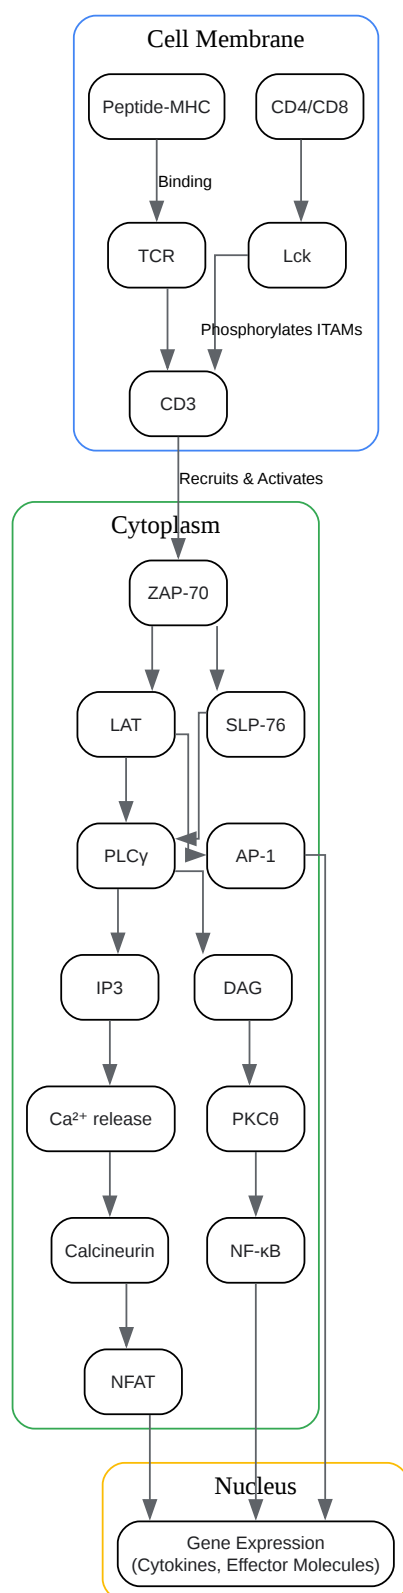 Cell Membrane
Peptide-MHC
CD4/CD8
Binding
TCR
Lck
Phosphorylates ITAMs
CD3
Recruits & Activates
Cytoplasm
ZAP-70
LAT
SLP-76
PLCγ
AP-1
IP3
DAG
Ca²⁺ release
PKCθ
Calcineurin
NF-κB
NFAT
Nucleus
Gene Expression
(Cytokines, Effector Molecules)